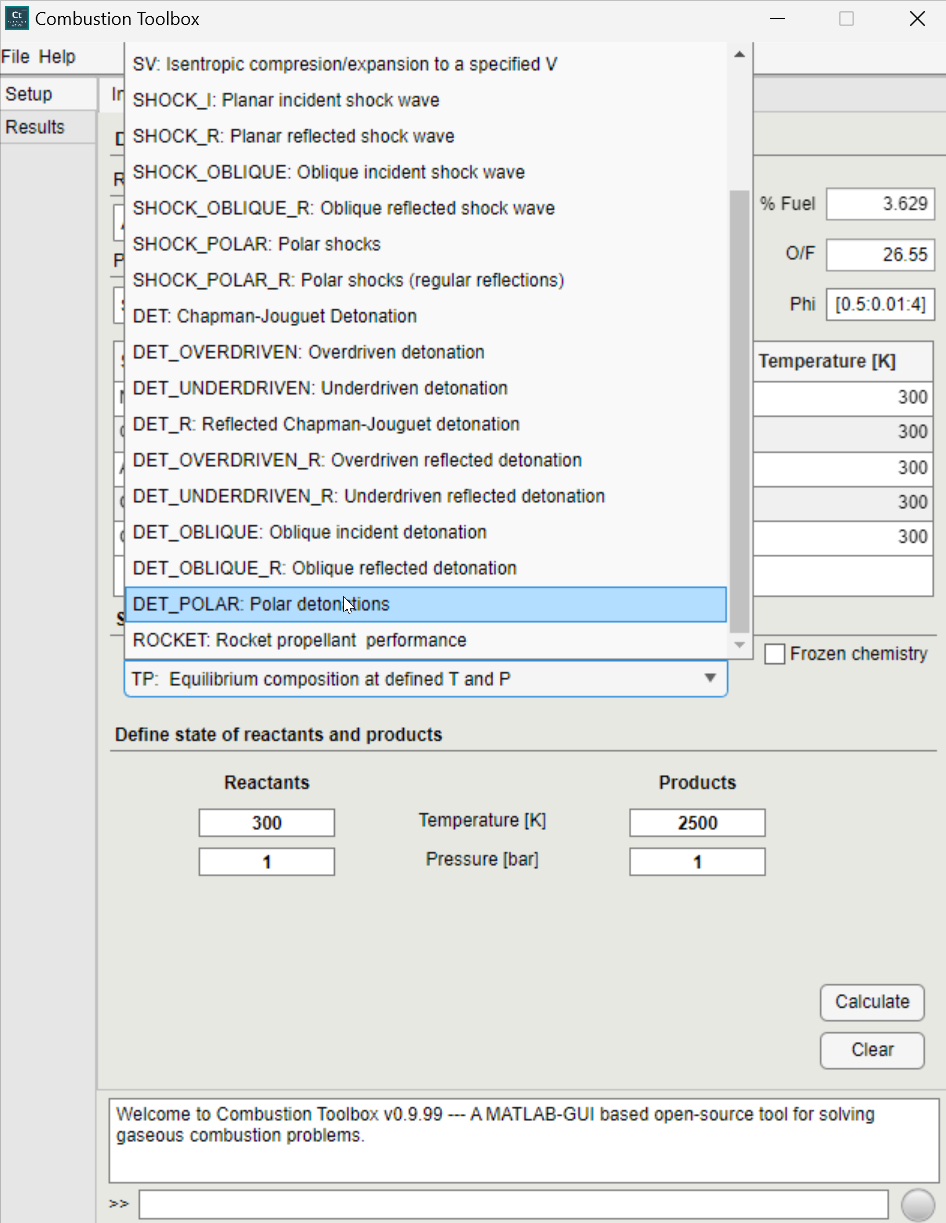 Ct
Combustion Toolbox
File Help
Setup
Results
SV: Isentropic compresion/expansion to a specified V
SHOCK_I: Planar incident shock wave
SHOCK_R: Planar reflected shock wave
SHOCK_OBLIQUE: Oblique incident shock wave
SHOCK_OBLIQUE_R: Oblique reflected shock wave
SHOCK_POLAR: Polar shocks
SHOCK_POLAR_R: Polar shocks (regular reflections)
DET: Chapman-Jouguet Detonation
DET_OVERDRIVEN: Overdriven detonation
DET_UNDERDRIVEN: Underdriven detonation
DET_R: Reflected Chapman-Jouguet detonation
DET_OVERDRIVEN_R: Overdriven reflected detonation
DET_UNDERDRIVEN_R: Underdriven reflected detonation
DET_OBLIQUE: Oblique incident detonation
DET_OBLIQUE_R: Oblique reflected detonation
DET_POLAR: Polar detonations
ROCKET: Rocket propellant  performance
% Fuel 3.629
O/F 26.55
Phi [0.5:0.01:4]
Temperature [K]
300
300
300
300
300
TP:  Equilibrium composition at defined T and P
Frozen chemistry
Define state of reactants and products
Reactants Products
300 Temperature [K] 2500
1 Pressure [bar] 1
Calculate
Clear
Welcome to Combustion Toolbox v0.9.99 --- A MATLAB-GUI based open-source tool for solving
gaseous combustion problems.
>>